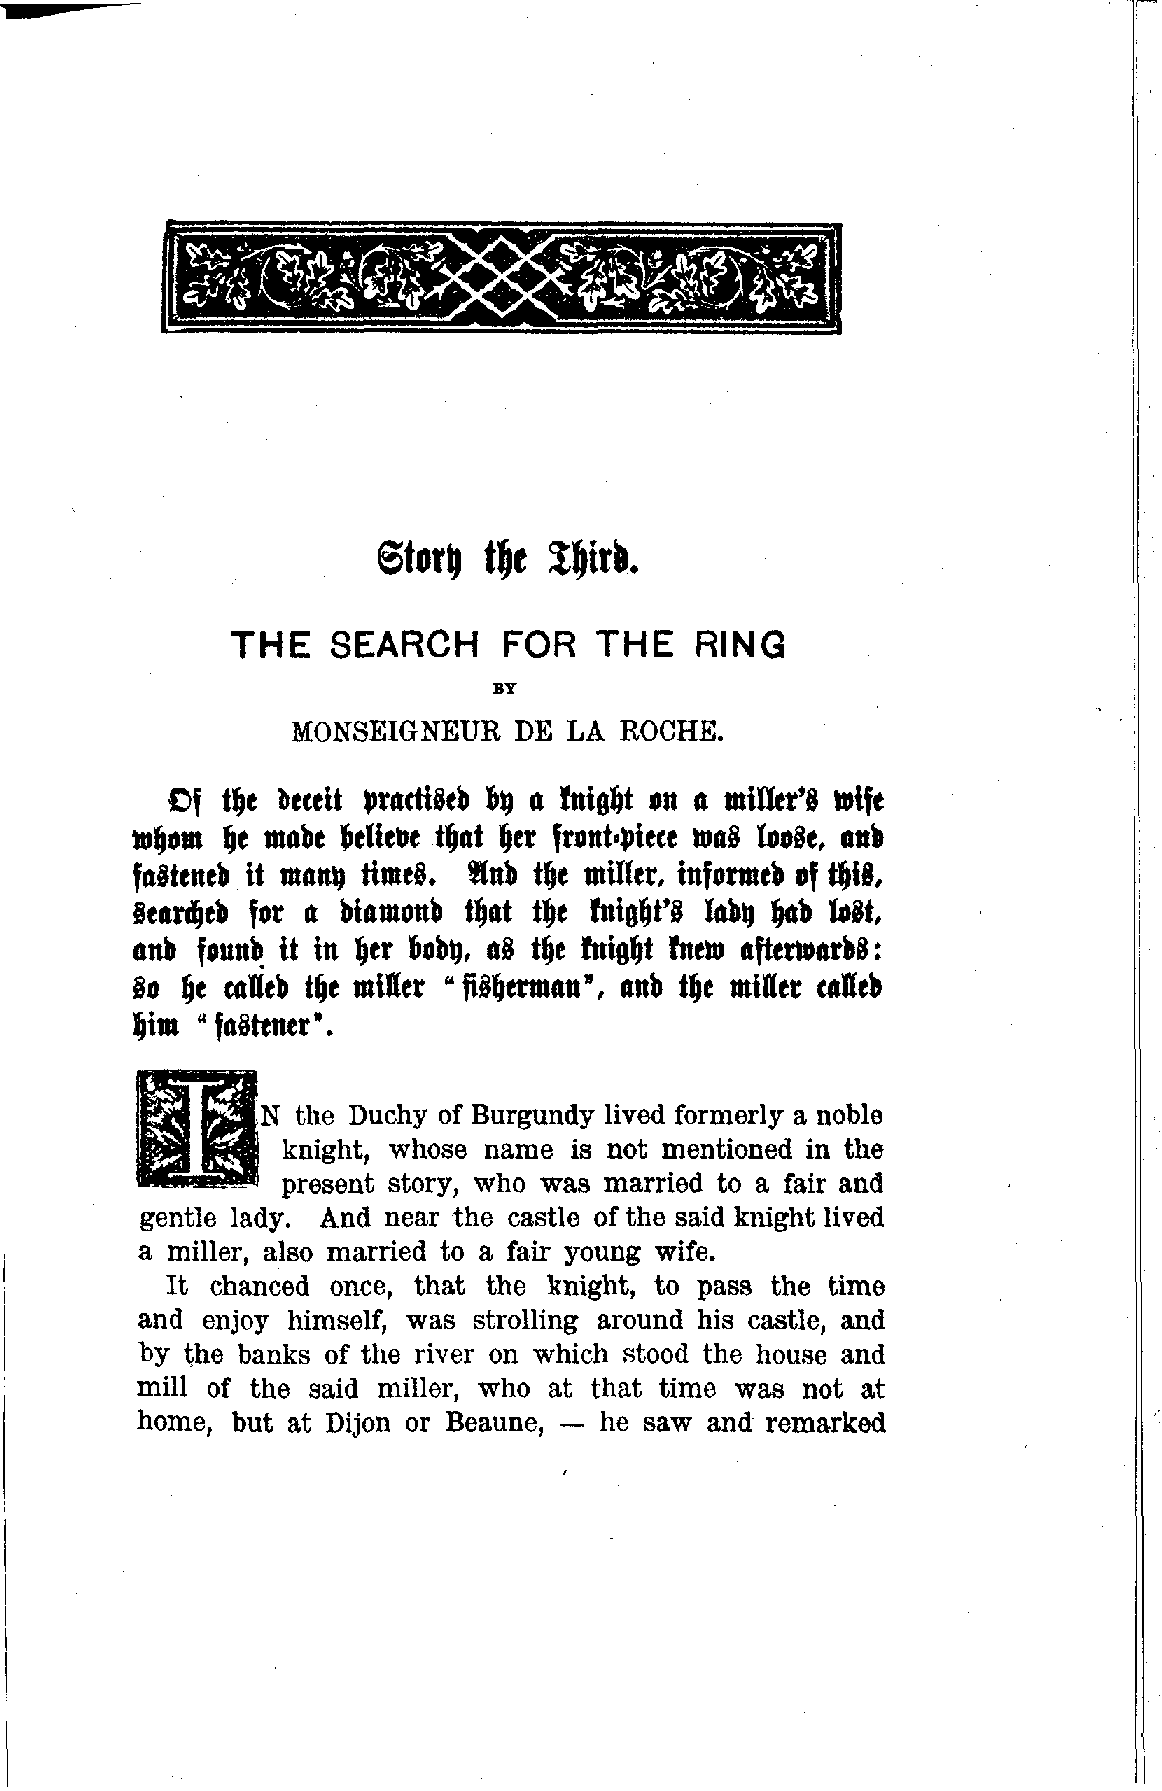 Story the Third.
THE SEARCH FOR THE RING
BY
MONSEIGNEUR DE LA ROCHE.
Of the deceit practised by a knight on a miller's wife
whom he made believe that her front-piece was loose, and
fastened it many times. And the miller, informed of this,
searched for a diamond that the knight's lady had lost,
and found it in her body, as the knight knew afterwards:
so he called the miller "fisherman", and the miller called
him "fastener".
IN the Duchy of Burgundy lived formerly a noble
knight, whose name is not mentioned in the
present story, who was married to a fair and
gentle lady. And near the castle of the said knight lived
a miller, also married to a fair young wife.
It chanced once, that the knight, to pass the time
and enjoy himself, was strolling around his castle, and
by the banks of the river on which stood the house and
mill of the said miller, who at that time was not at
home, but at Dijon or Beaune, — he saw and remarked